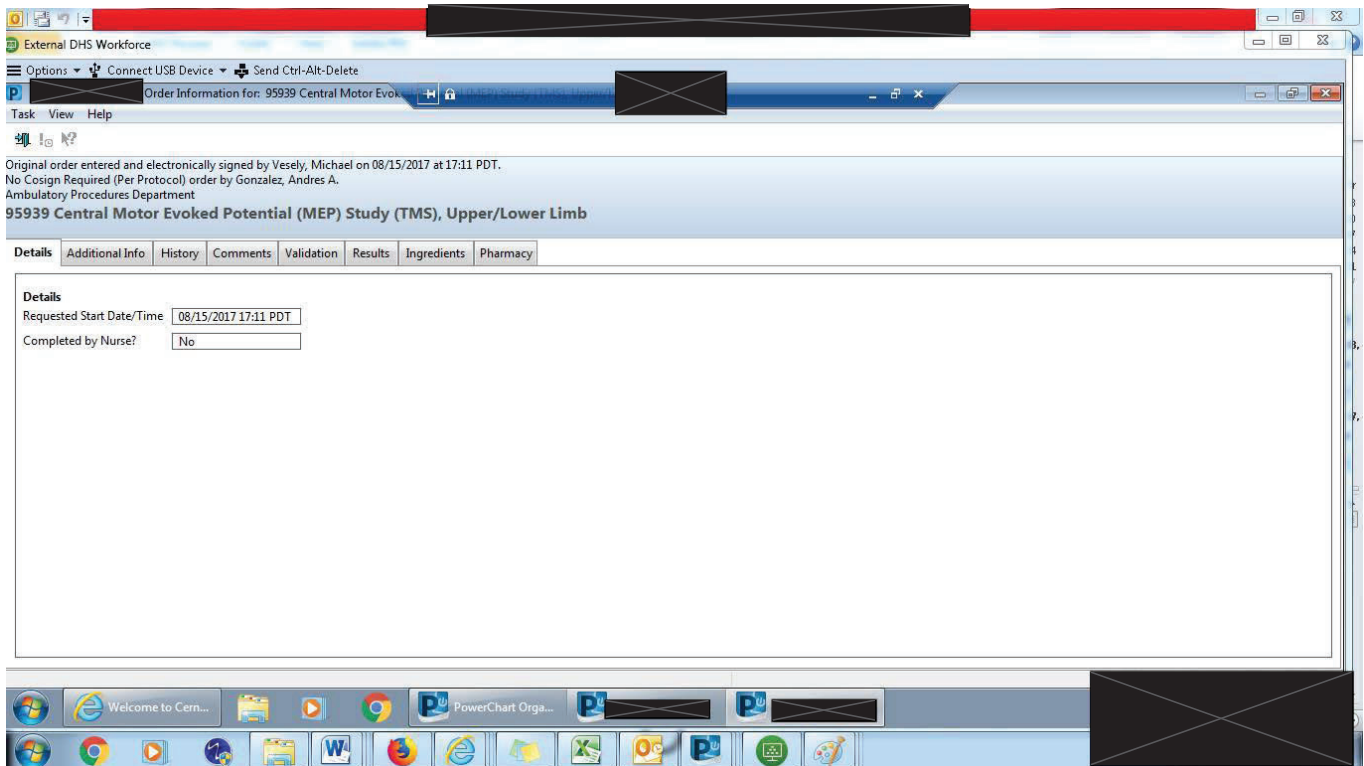 External DHS Workforce
Options Connect USB Device Send Ctrl-Alt-Delete
Order Information for: 95939 Central Motor Evok (MEP) Study (TMS), Upper/
Task View Help
Original order entered and electronically signed by Vesely, Michael on 08/15/2017 at 17:11 PDT.
No Cosign Required (Per Protocol) order by Gonzalez, Andres A.
Ambulatory Procedures Department
95939 Central Motor Evoked Potential (MEP) Study (TMS), Upper/Lower Limb
Details Additional Info History Comments Validation Results Ingredients Pharmacy
Details
Requested Start Date/Time 08/15/2017 17:11 PDT
Completed by Nurse? No
Welcome to Cern... PowerChart Orga...